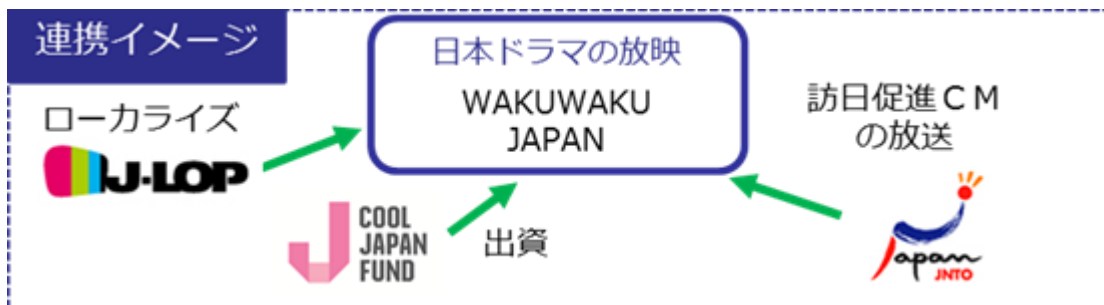 連携イメージ
日本ドラマの放映
WAKUWAKU
JAPAN
ローカライズ
J-LOP
COOL
JAPAN
FUND
出資
訪日促進ＣＭ
の放送
Japan
JNTO